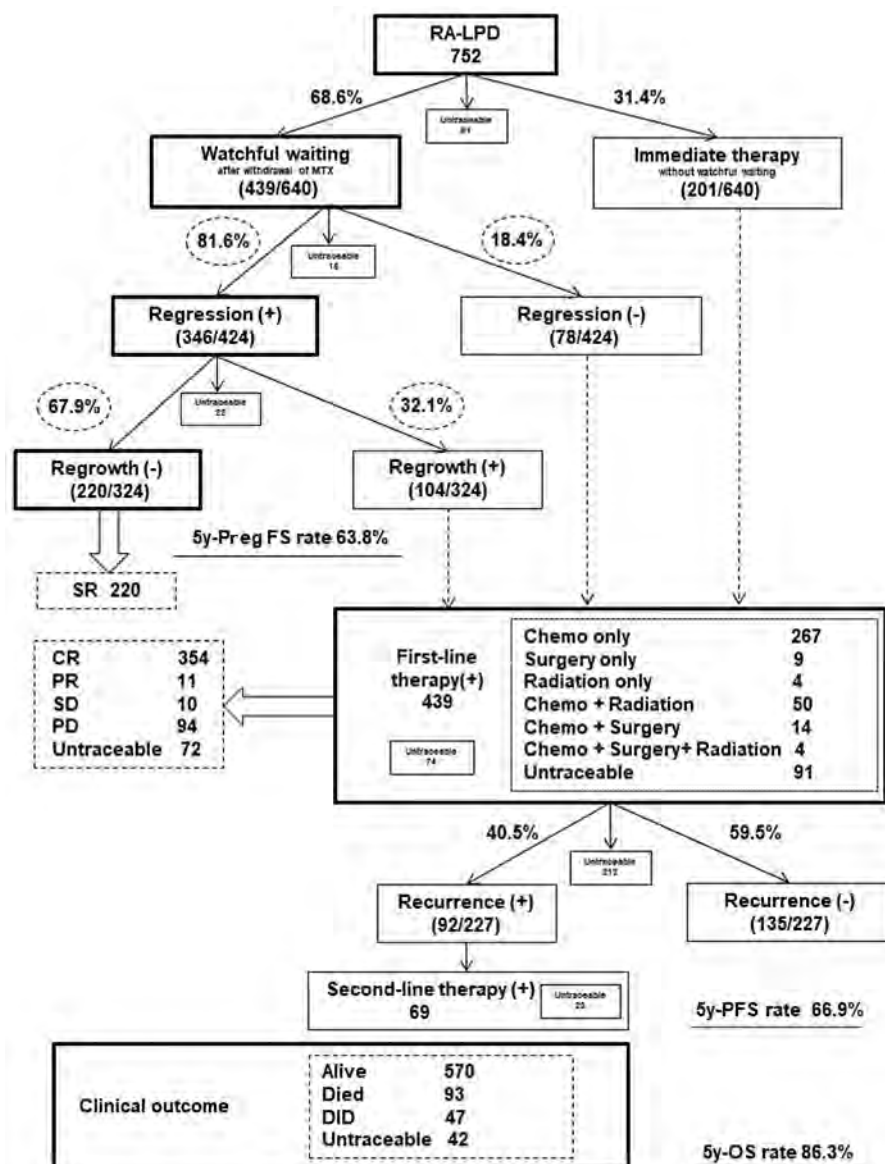 RA-LPD
752
68.6%
31.4%
Untraceable
Watchful waiting
after withdrawal of MTX
(439/640)
Immediate therapy
without watchful waiting
(201/640)
81.6%
Untraceable
18.4%
Regression (+)
(346/424)
Regression (-)
(78/424)
67.9%
Untraceable
22
32.1%
Regrowth (-)
(220/324)
Regrowth (+)
(104/324)
5y-Preg FS rate 63.8%
SR 220
CR 354
PR 11
SD 10
PD 94
Untraceable 72
First-line
therapy(+)
439
Untraceable
74
Chemo only 267
Surgery only 9
Radiation only 4
Chemo + Radiation 50
Chemo + Surgery 14
Chemo + Surgery+ Radiation 4
Untraceable 91
40.5%
Untraceable
212
59.5%
Recurrence (+)
(92/227)
Recurrence (-)
(135/227)
Second-line therapy (+)
69
Untraceable
5y-PFS rate 66.9%
Clinical outcome
Alive 570
Died 93
DID 47
Untraceable 42
5y-OS rate 86.3%